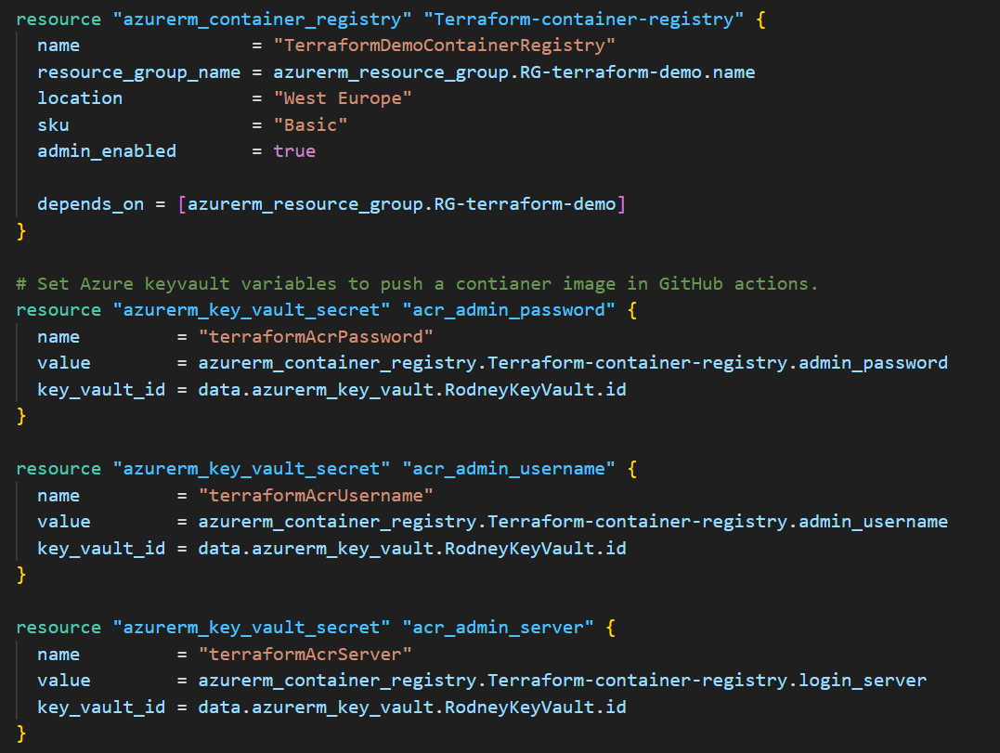 resource "azurerm_container_registry" "Terraform-container-registry" {
  name                = "TerraformDemoContainerRegistry"
  resource_group_name = azurerm_resource_group.RG-terraform-demo.name
  location            = "West Europe"
  sku                 = "Basic"
  admin_enabled       = true

  depends_on = [azurerm_resource_group.RG-terraform-demo]
}

# Set Azure keyvault variables to push a contianer image in GitHub actions.
resource "azurerm_key_vault_secret" "acr_admin_password" {
  name         = "terraformAcrPassword"
  value        = azurerm_container_registry.Terraform-container-registry.admin_password
  key_vault_id = data.azurerm_key_vault.RodneyKeyVault.id
}

resource "azurerm_key_vault_secret" "acr_admin_username" {
  name         = "terraformAcrUsername"
  value        = azurerm_container_registry.Terraform-container-registry.admin_username
  key_vault_id = data.azurerm_key_vault.RodneyKeyVault.id
}

resource "azurerm_key_vault_secret" "acr_admin_server" {
  name         = "terraformAcrServer"
  value        = azurerm_container_registry.Terraform-container-registry.login_server
  key_vault_id = data.azurerm_key_vault.RodneyKeyVault.id
}